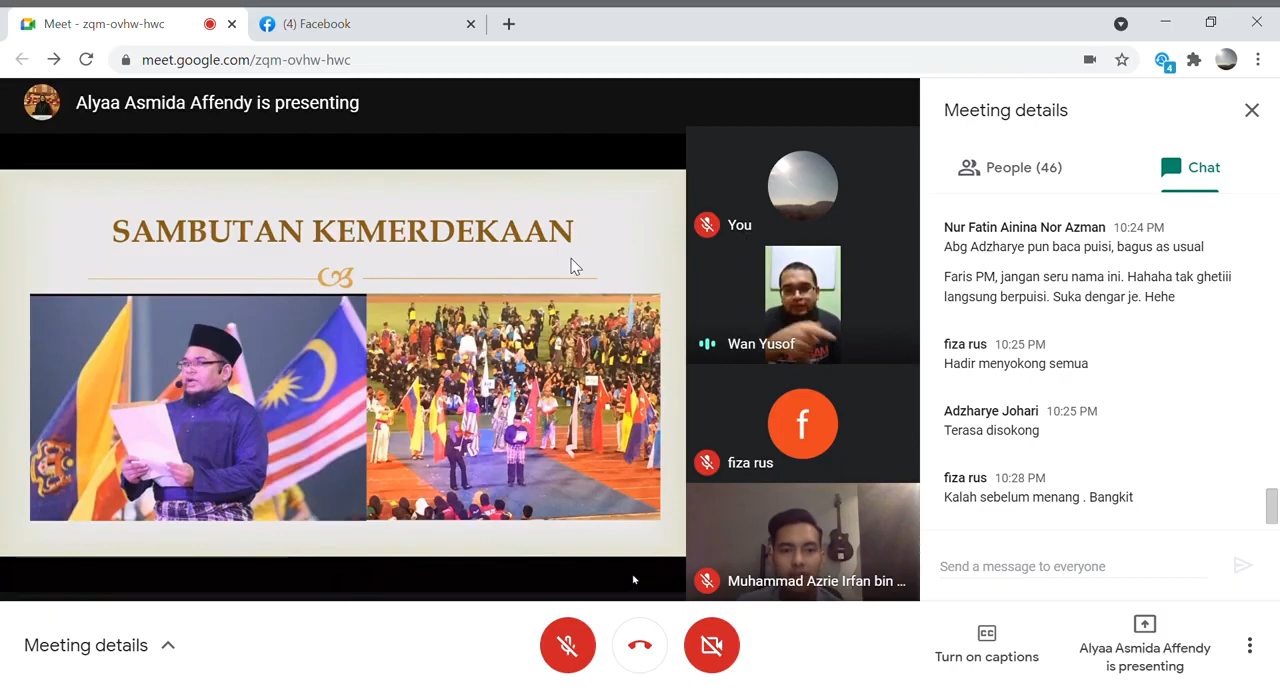 Meet - zqm-ovhw-hwc
(4) Facebook
meet.google.com/zqm-ovhw-hwc
4
Alyaa Asmida Affendy is presenting
SAMBUTAN KEMERDEKAAN
You
Wan Yusof
f
fiza rus
Muhammad Azrie Irfan bin ...
Meeting details
People (46)
Chat
Nur Fatin Ainina Nor Azman 10:24 PM
Abg Adzharye pun baca puisi, bagus as usual
Faris PM, jangan seru nama ini. Hahaha tak ghetiii
langsung berpuisi. Suka dengar je. Hehe
fiza rus 10:25 PM
Hadir menyokong semua
Adzharye Johari 10:25 PM
Terasa disokong
fiza rus 10:28 PM
Kalah sebelum menang . Bangkit
Send a message to everyone
Meeting details
CC
Turn on captions
Alyaa Asmida Affendy
is presenting